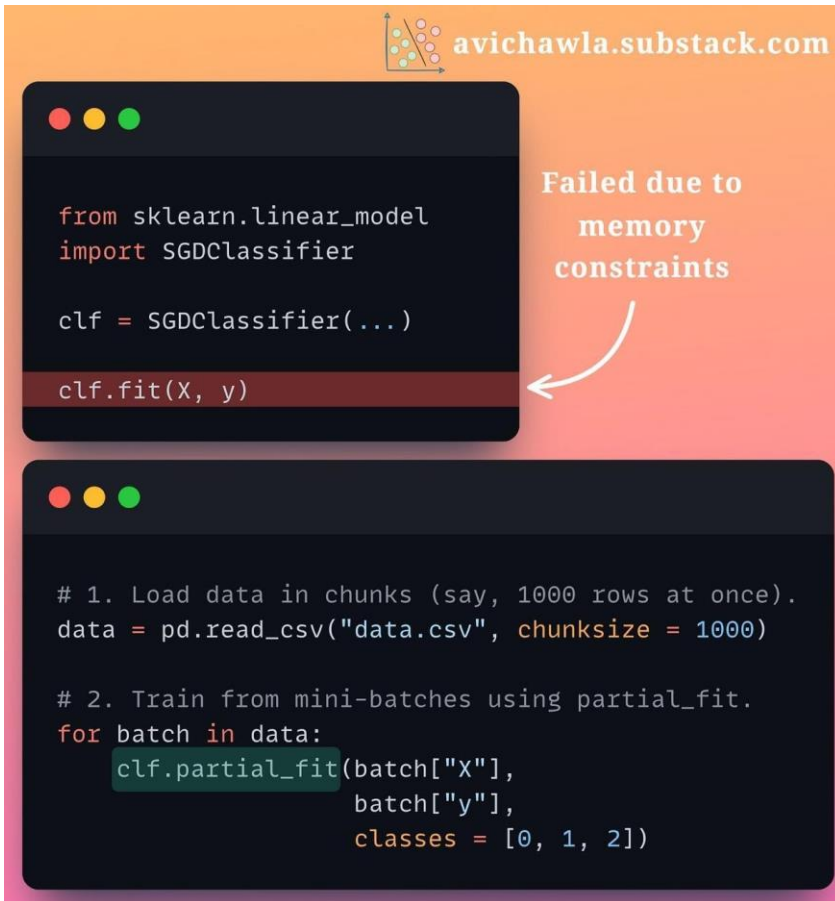 avichawla.substack.com
from sklearn.linear_model
import SGDClassifier
clf = SGDClassifier(...)
clf.fit(X, y)
Failed due to
memory
constraints
# 1. Load data in chunks (say, 1000 rows at once).
data = pd.read_csv("data.csv", chunksize = 1000)
# 2. Train from mini-batches using partial_fit.
for batch in data:
    clf.partial_fit(batch["X"],
                    batch["y"],
                    classes = [0, 1, 2])